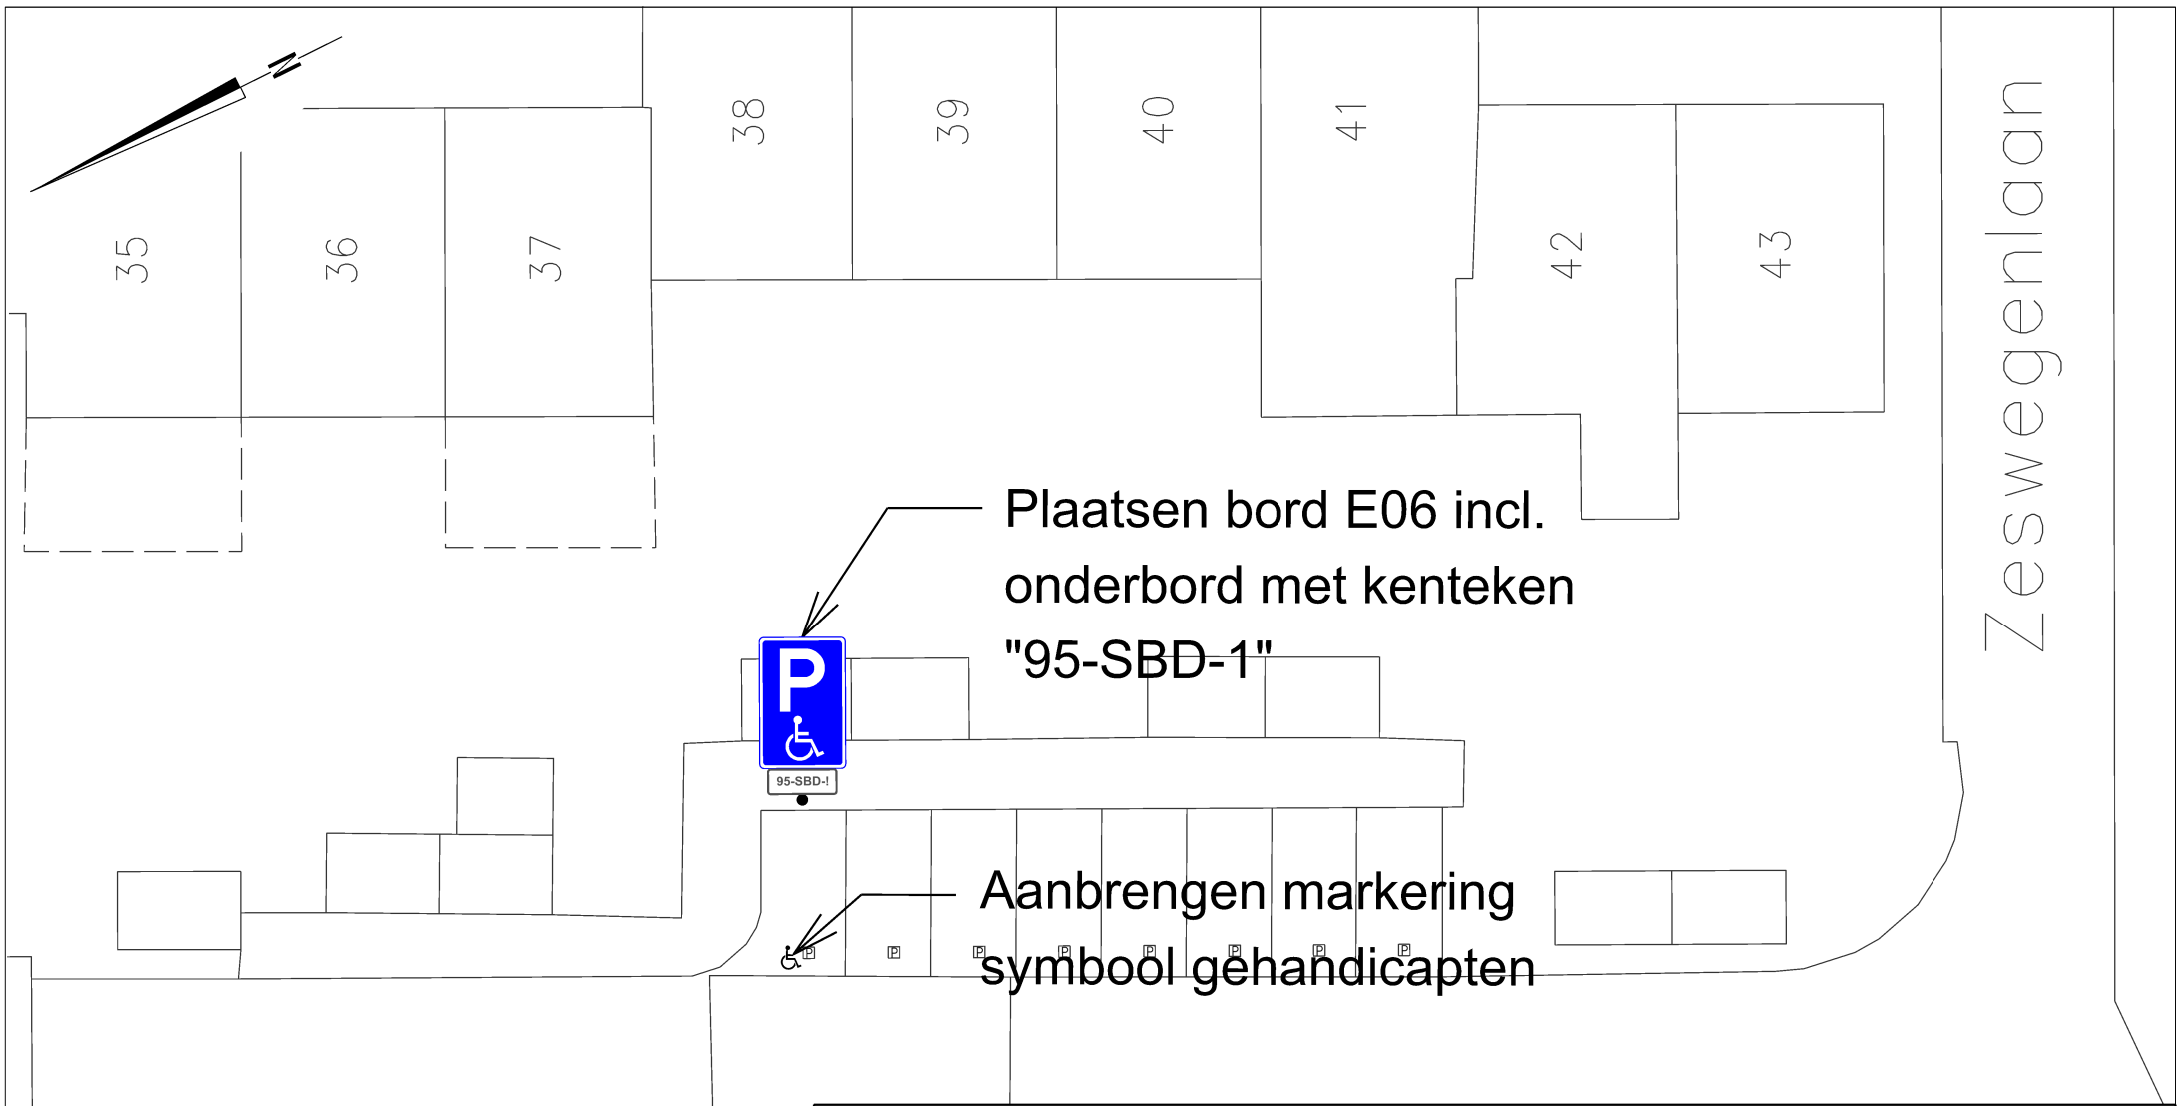 N
38
39
40
41
35
36
37
42
43
Zeswegenlaan
Plaatsen bord E06 incl.
onderbord met kenteken
"95-SBD-1"
P
95-SBD-!
Aanbrengen markering
symbool gehandicapten
P
P
P
P
P
P
P
P